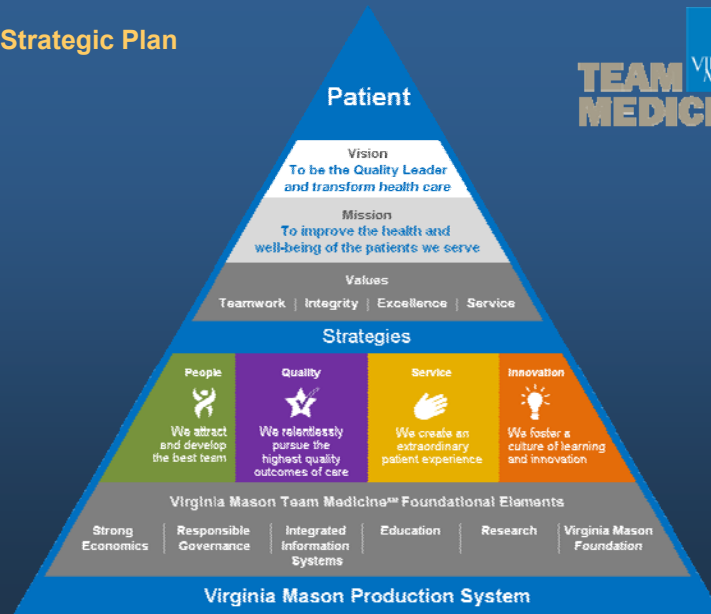 Strategic Plan
TEAM
MEDICI
Patient
Vision
To be the Quality Leader
and transform health care
Mission
To improve the health and
well-being of the patients we serve
Values
Teamwork | Integrity | Excellence | Service
Strategies
People
We attract
and develop
the best team
Quality
We relentlessly
pursue the
highest quality
outcomes of care
Service
We create an
extraordinary
patient experience
Innovation
We foster a
culture of learning
and innovation
Virginia Mason Team Medicine℠ Foundational Elements
Strong
Economics
Responsible
Governance
Integrated
Information
Systems
Education
Research
Virginia Mason
Foundation
Virginia Mason Production System